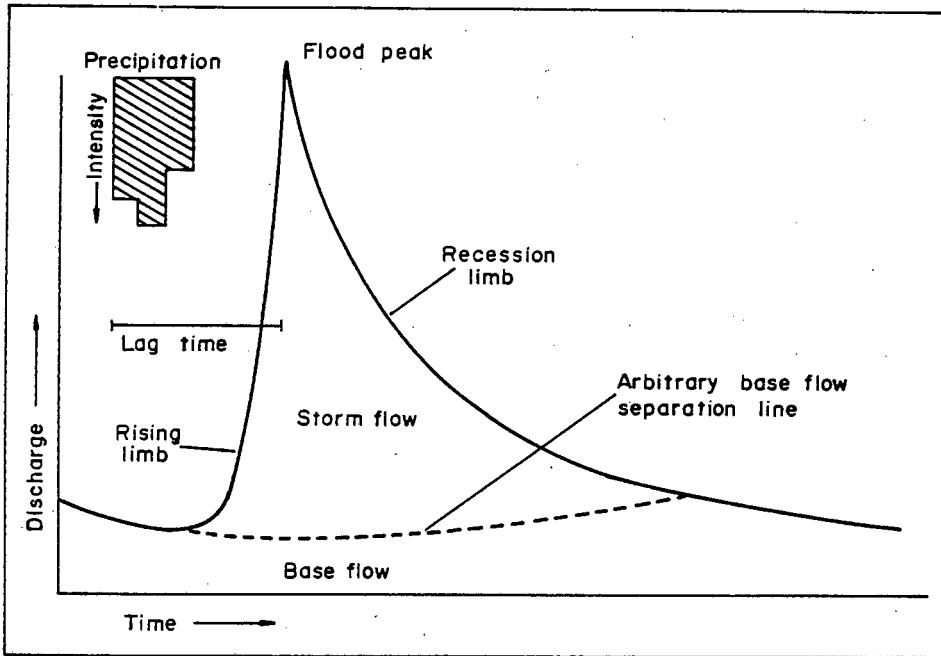 Flood peak
Precipitation
Intensity
Recession
limb
Lag time
Arbitrary base flow
separation line
Storm flow
Rising
limb
Discharge
Base flow
Time